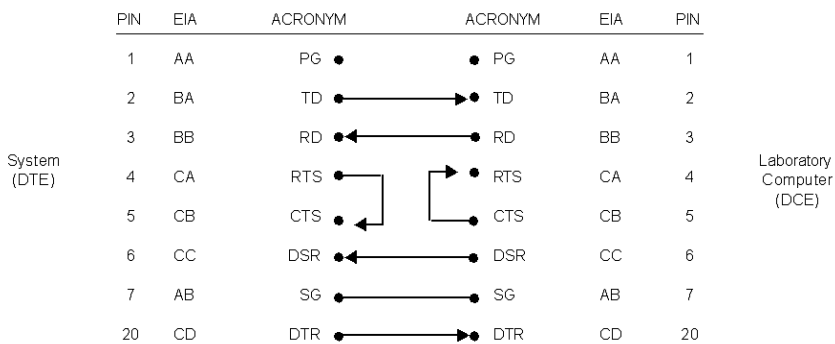 PIN EIA ACRONYM ACRONYM EIA PIN
1 AA PG PG AA 1
2 BA TD TD BA 2
3 BB RD RD BB 3
System
(DTE)
4 CA RTS RTS CA 4
Laboratory
Computer
(DCE)
5 CB CTS CTS CB 5
6 CC DSR DSR CC 6
7 AB SG SG AB 7
20 CD DTR DTR CD 20